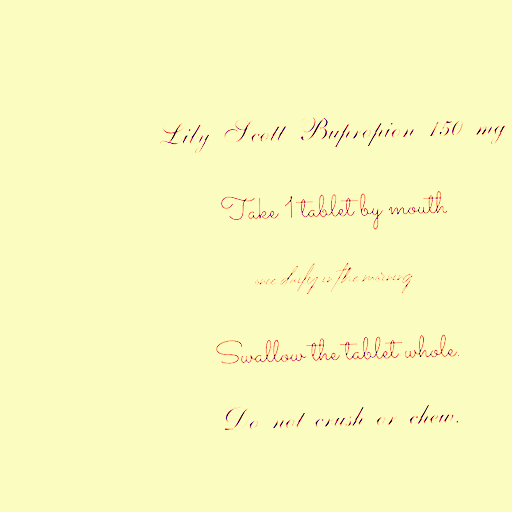 Lily Scott Bupropion 150 mg
Take 1 tablet by mouth
once daily in the morning
Swallow the tablet whole.
Do not crush or chew.